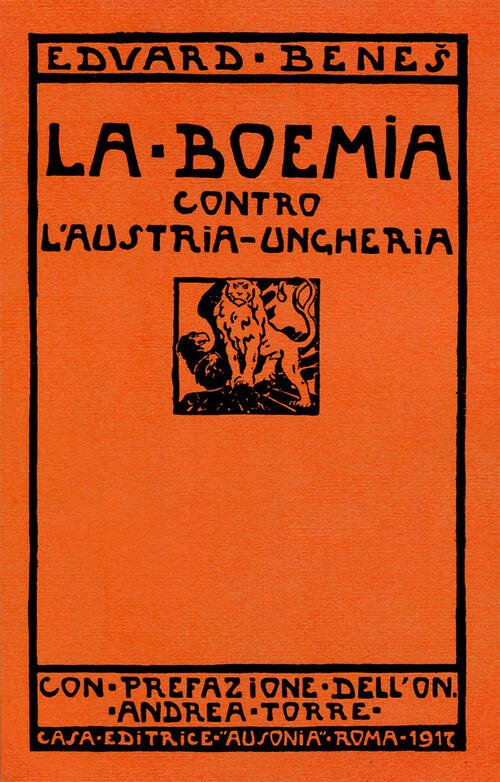 EDVARD·BENEŠ
LA·BOEMIA
CONTRO
L'AUSTRIA-UNGHERIA
CON·PREFAZIONE·DELL'ON.
·ANDREA·TORRE·
CASA·EDITRICE·"AUSONIA"·ROMA·1917